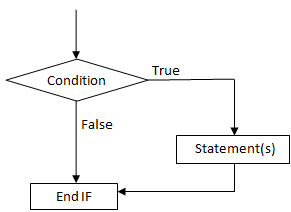 True
Condition
False
Statement(s)
End IF